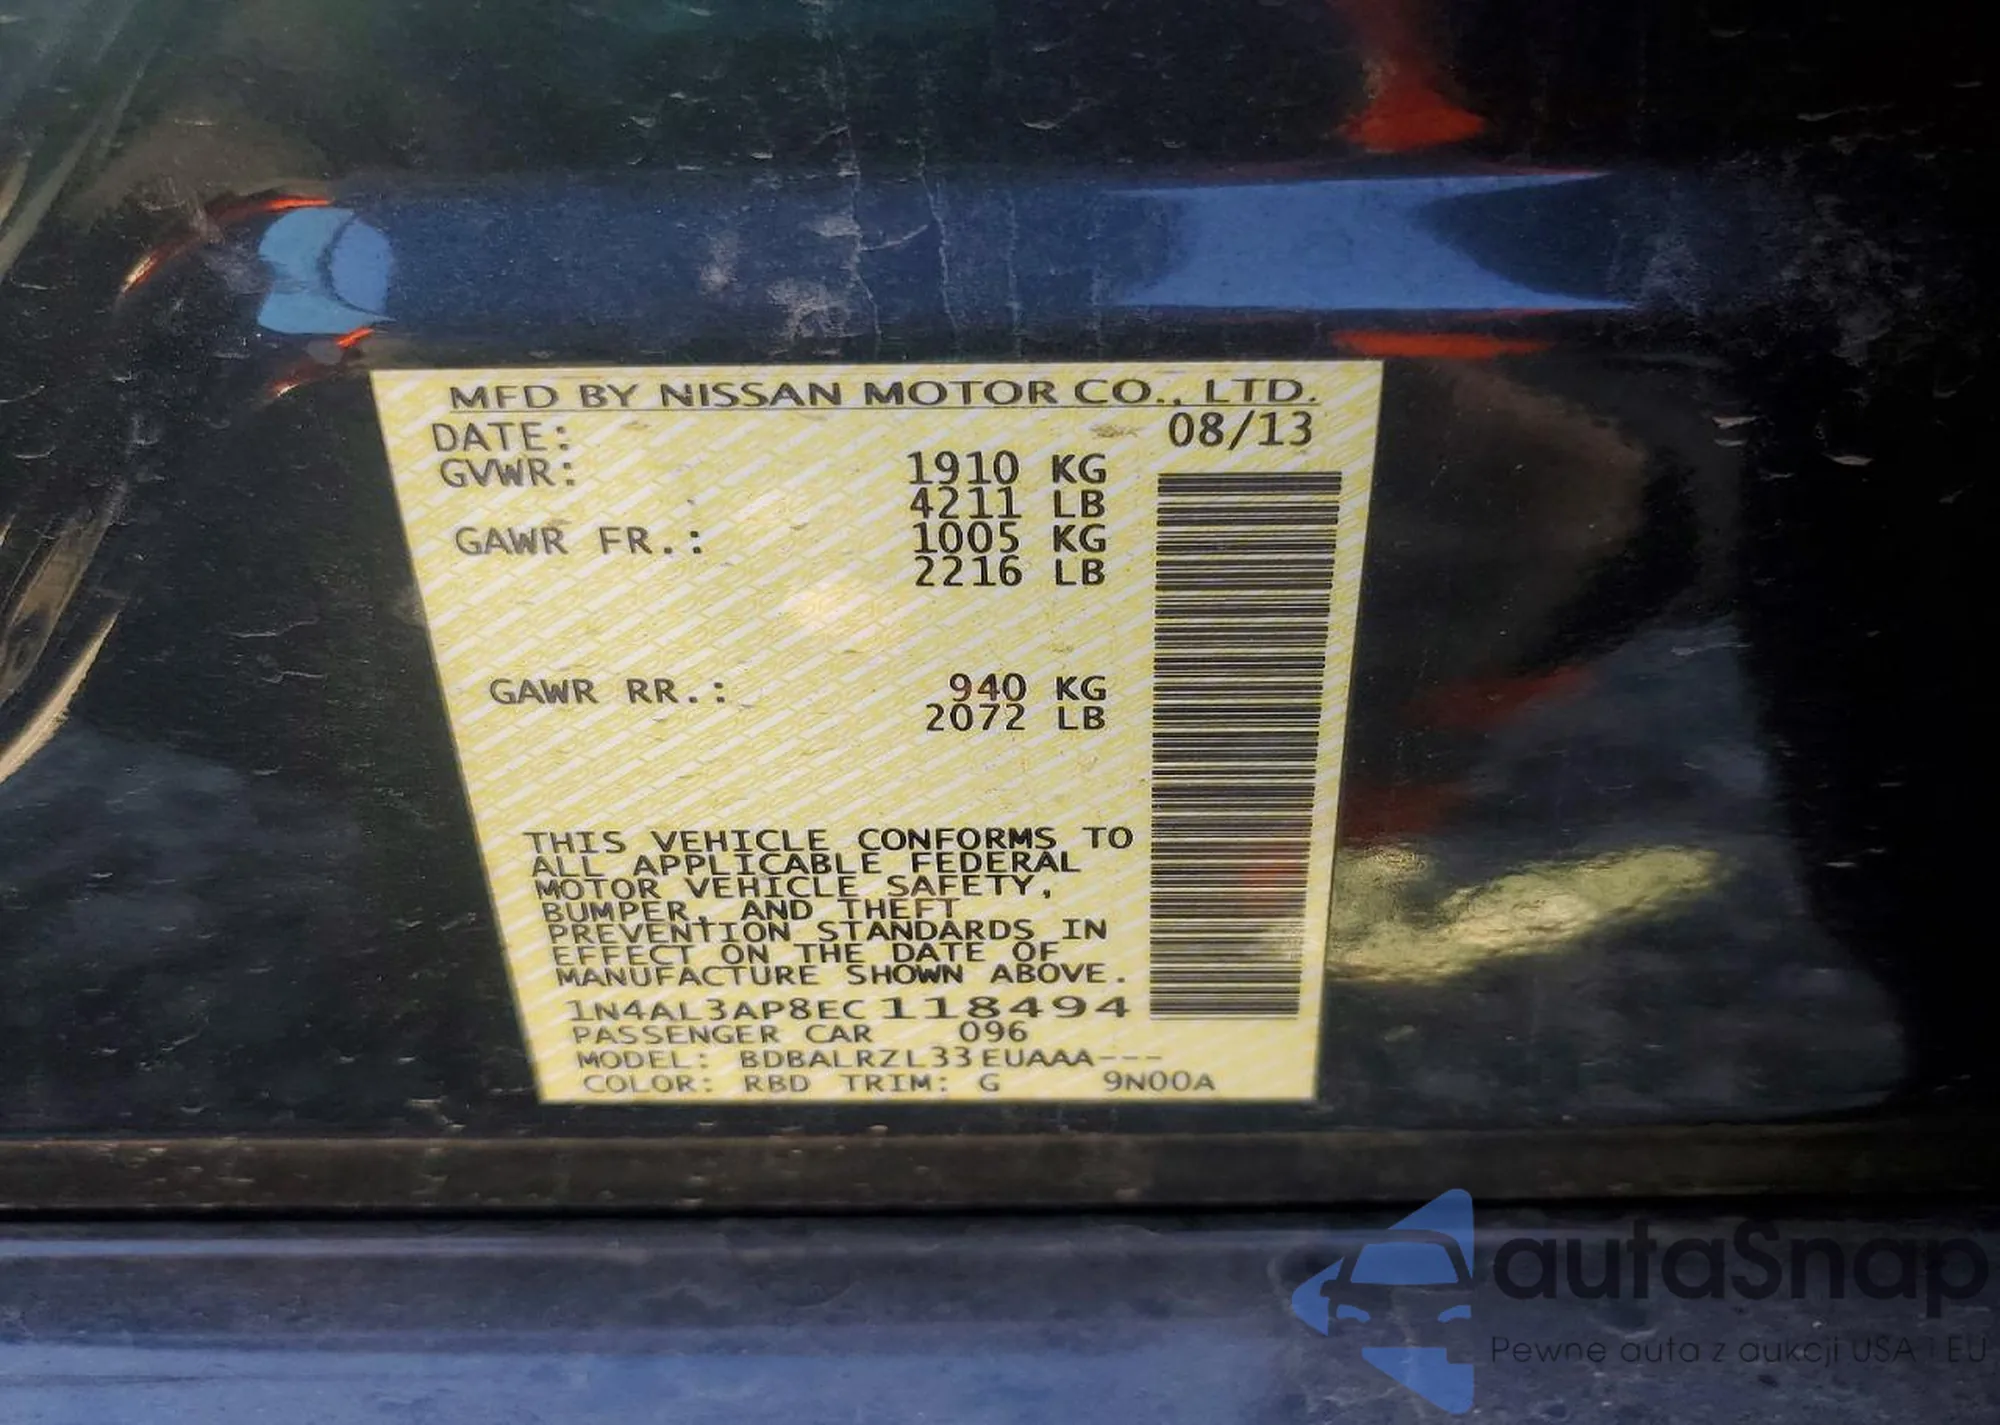 MFD BY NISSAN MOTOR CO., LTD.
DATE: 08/13
GVWR: 1910 KG
4211 LB
GAWR FR.: 1005 KG
2216 LB
GAWR RR.: 940 KG
2072 LB
THIS VEHICLE CONFORMS TO
ALL APPLICABLE FEDERAL
MOTOR VEHICLE SAFETY,
BUMPER, AND THEFT
PREVENTION STANDARDS IN
EFFECT ON THE DATE OF
MANUFACTURE SHOWN ABOVE.
1N4AL3AP8EC118494
PASSENGER CAR 096
MODEL: BDBALRZL33EUAAA---
COLOR: RBD TRIM: G 9N00A
autaSnap
Pewne auta z aukcji USA i EU